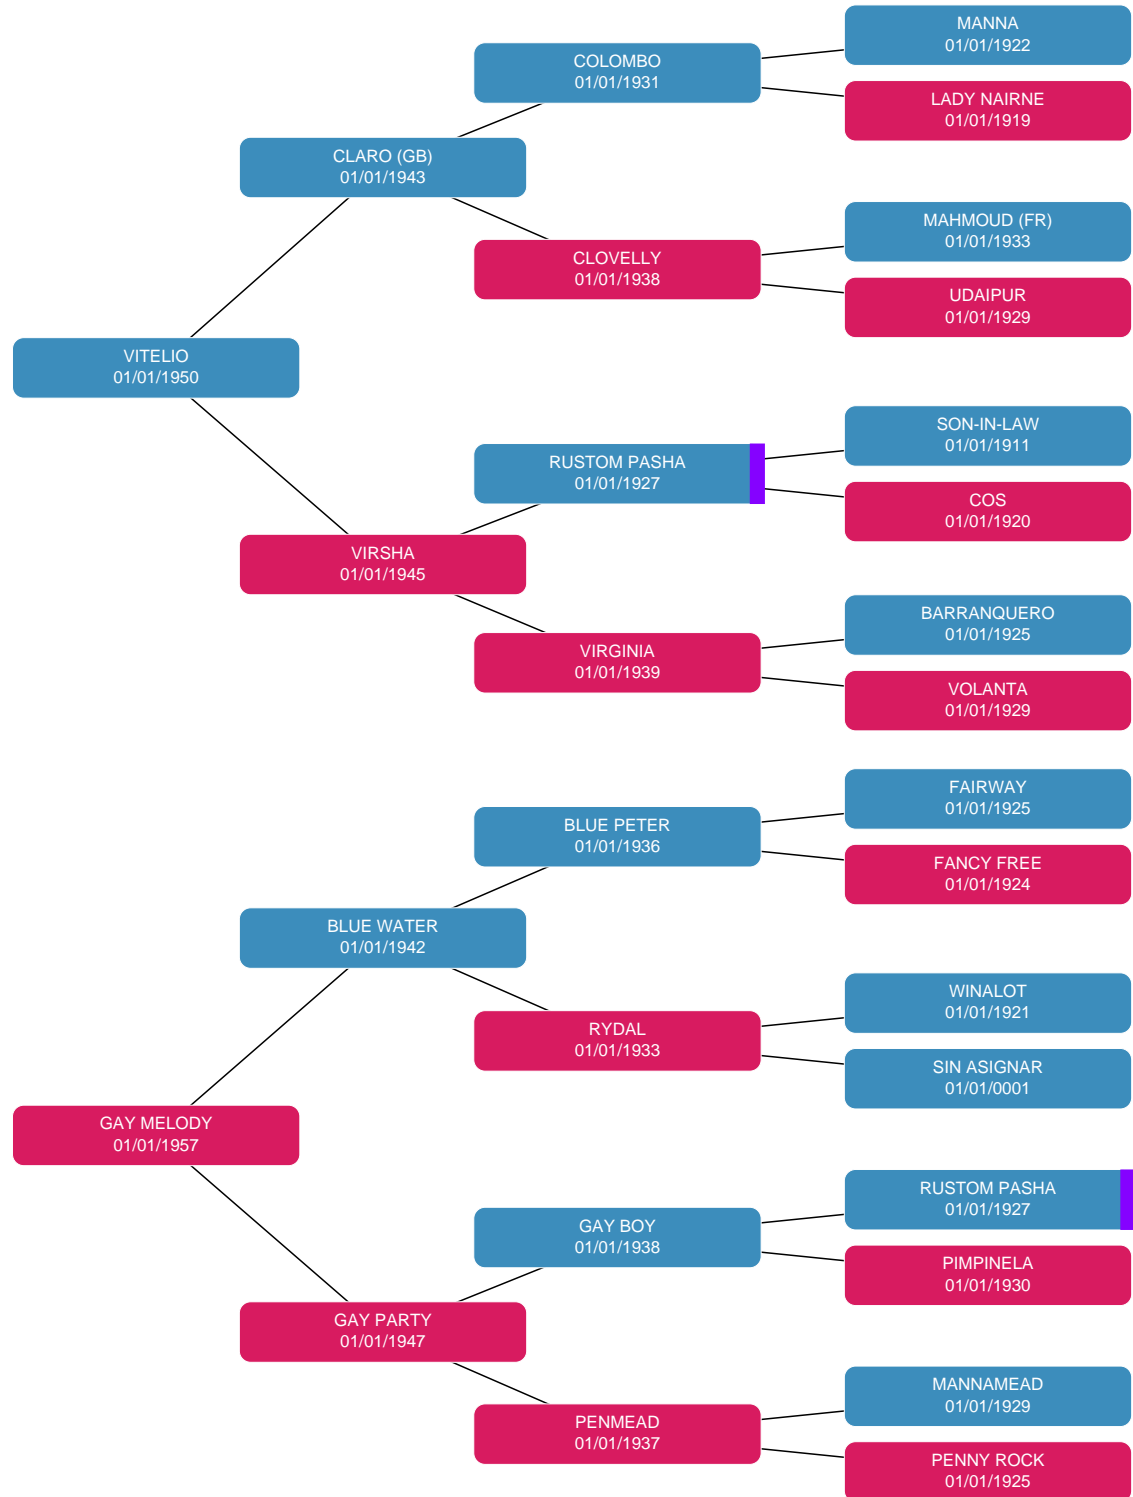 MANNA
01/01/1922
COLOMBO
01/01/1931
LADY NAIRNE
01/01/1919
CLARO (GB)
01/01/1943
MAHMOUD (FR)
01/01/1933
CLOVELLY
01/01/1938
UDAIPUR
01/01/1929
VITELIO
01/01/1950
SON-IN-LAW
01/01/1911
RUSTOM PASHA
01/01/1927
COS
01/01/1920
VIRSHA
01/01/1945
BARRANQUERO
01/01/1925
VIRGINIA
01/01/1939
VOLANTA
01/01/1929
FAIRWAY
01/01/1925
BLUE PETER
01/01/1936
FANCY FREE
01/01/1924
BLUE WATER
01/01/1942
WINALOT
01/01/1921
RYDAL
01/01/1933
SIN ASIGNAR
01/01/0001
GAY MELODY
01/01/1957
RUSTOM PASHA
01/01/1927
GAY BOY
01/01/1938
PIMPINELA
01/01/1930
GAY PARTY
01/01/1947
MANNAMEAD
01/01/1929
PENMEAD
01/01/1937
PENNY ROCK
01/01/1925